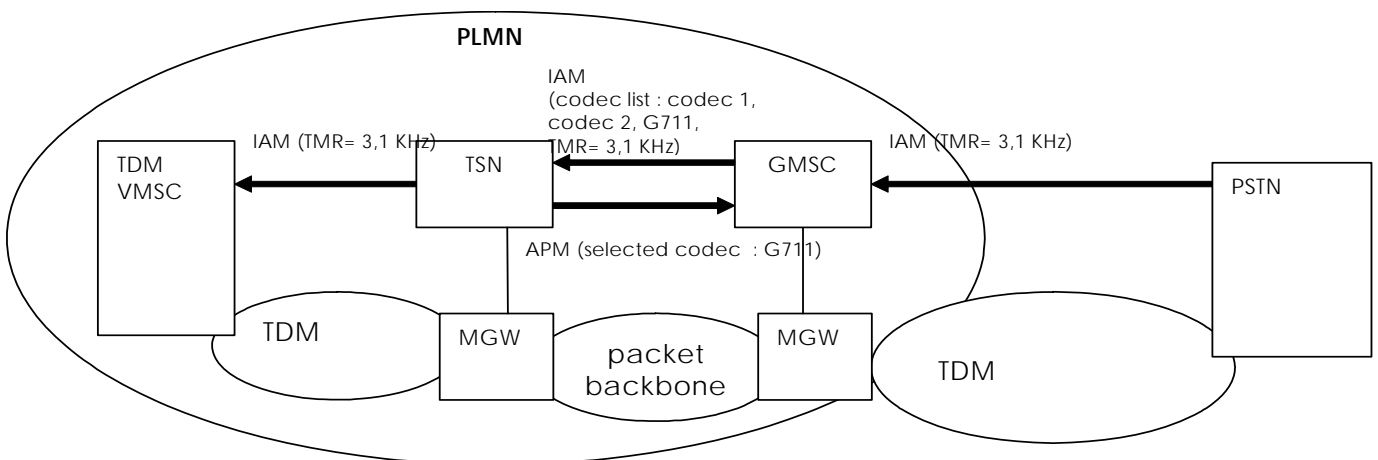 PLMN
IAM
(codec list : codec 1,
codec 2, G711,
TMR= 3,1 KHz)
IAM (TMR= 3,1 KHz)
IAM (TMR= 3,1 KHz)
TDM
VMSC
TSN
GMSC
PSTN
APM (selected codec : G711)
TDM
MGW
packet
backbone
MGW
TDM